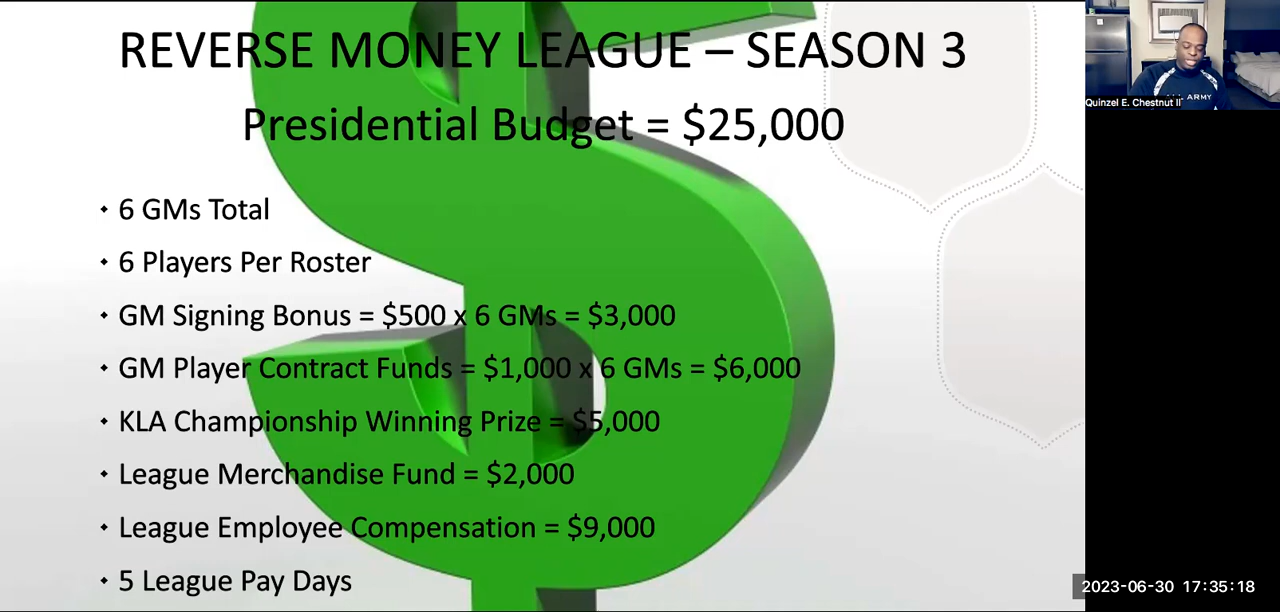 REVERSE MONEY LEAGUE – SEASON 3
Presidential Budget = $25,000
• 6 GMs Total
• 6 Players Per Roster
• GM Signing Bonus = $500 x 6 GMs = $3,000
• GM Player Contract Funds = $1,000 x 6 GMs = $6,000
• KLA Championship Winning Prize = $5,000
• League Merchandise Fund = $2,000
• League Employee Compensation = $9,000
• 5 League Pay Days
ARMY
Quinzel E. Chestnut II
2023-06-30 17:35:18